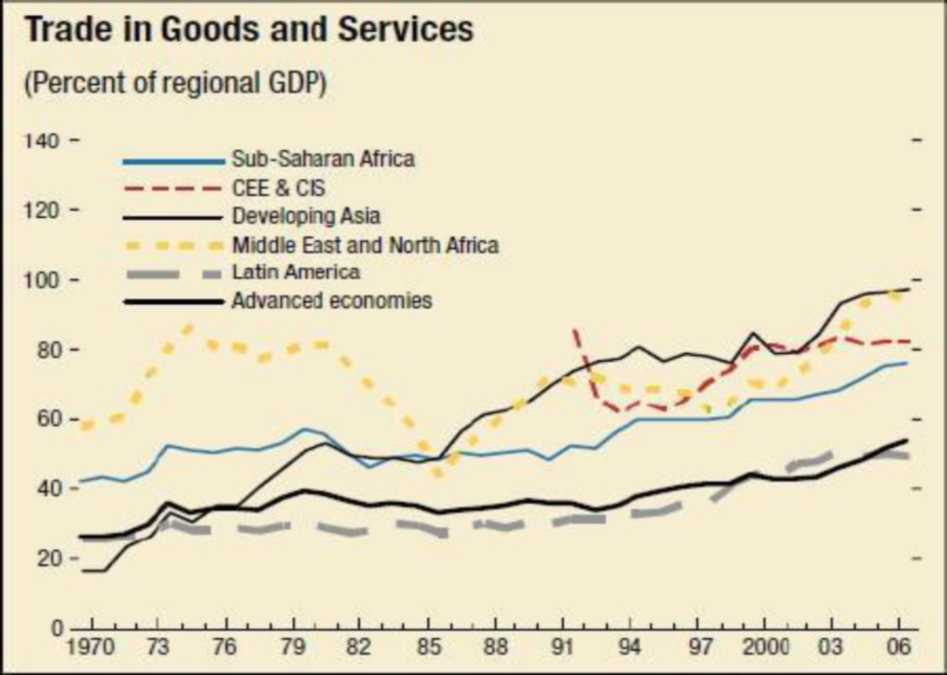 Trade in Goods and Services
(Percent of regional GDP)
140
120
100
80
60
40
20
0
Sub-Saharan Africa
CEE & CIS
Developing Asia
Middle East and North Africa
Latin America
Advanced economies
1970 73 76 79 82 85 88 91 94 97 2000 03 06